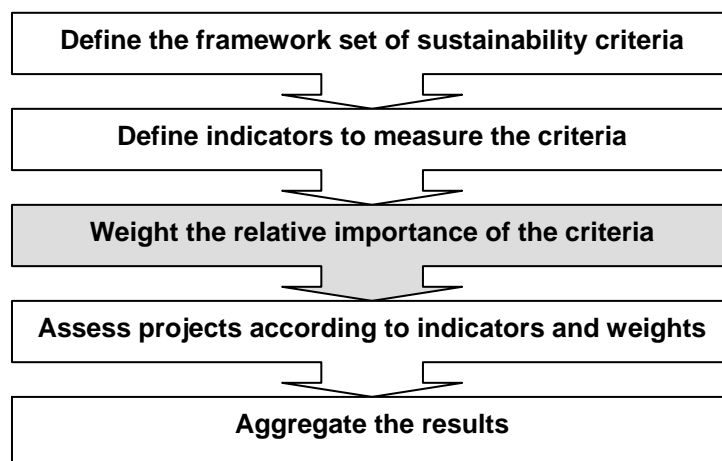 Define the framework set of sustainability criteria
Define indicators to measure the criteria
Weight the relative importance of the criteria
Assess projects according to indicators and weights
Aggregate the results